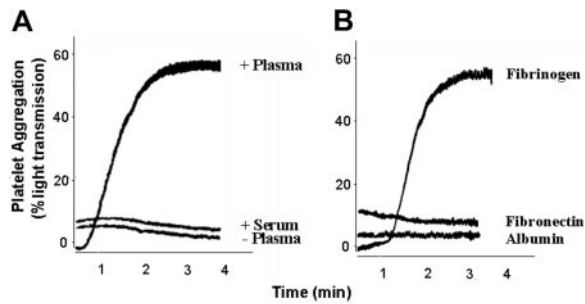 A
B
Platelet Aggregation
(% light transmission)
60
40
20
0
+ Plasma
+ Serum
- Plasma
1 2 3 4
60
40
20
0
Fibrinogen
Fibronectin
Albumin
1 2 3 4
Time (min)